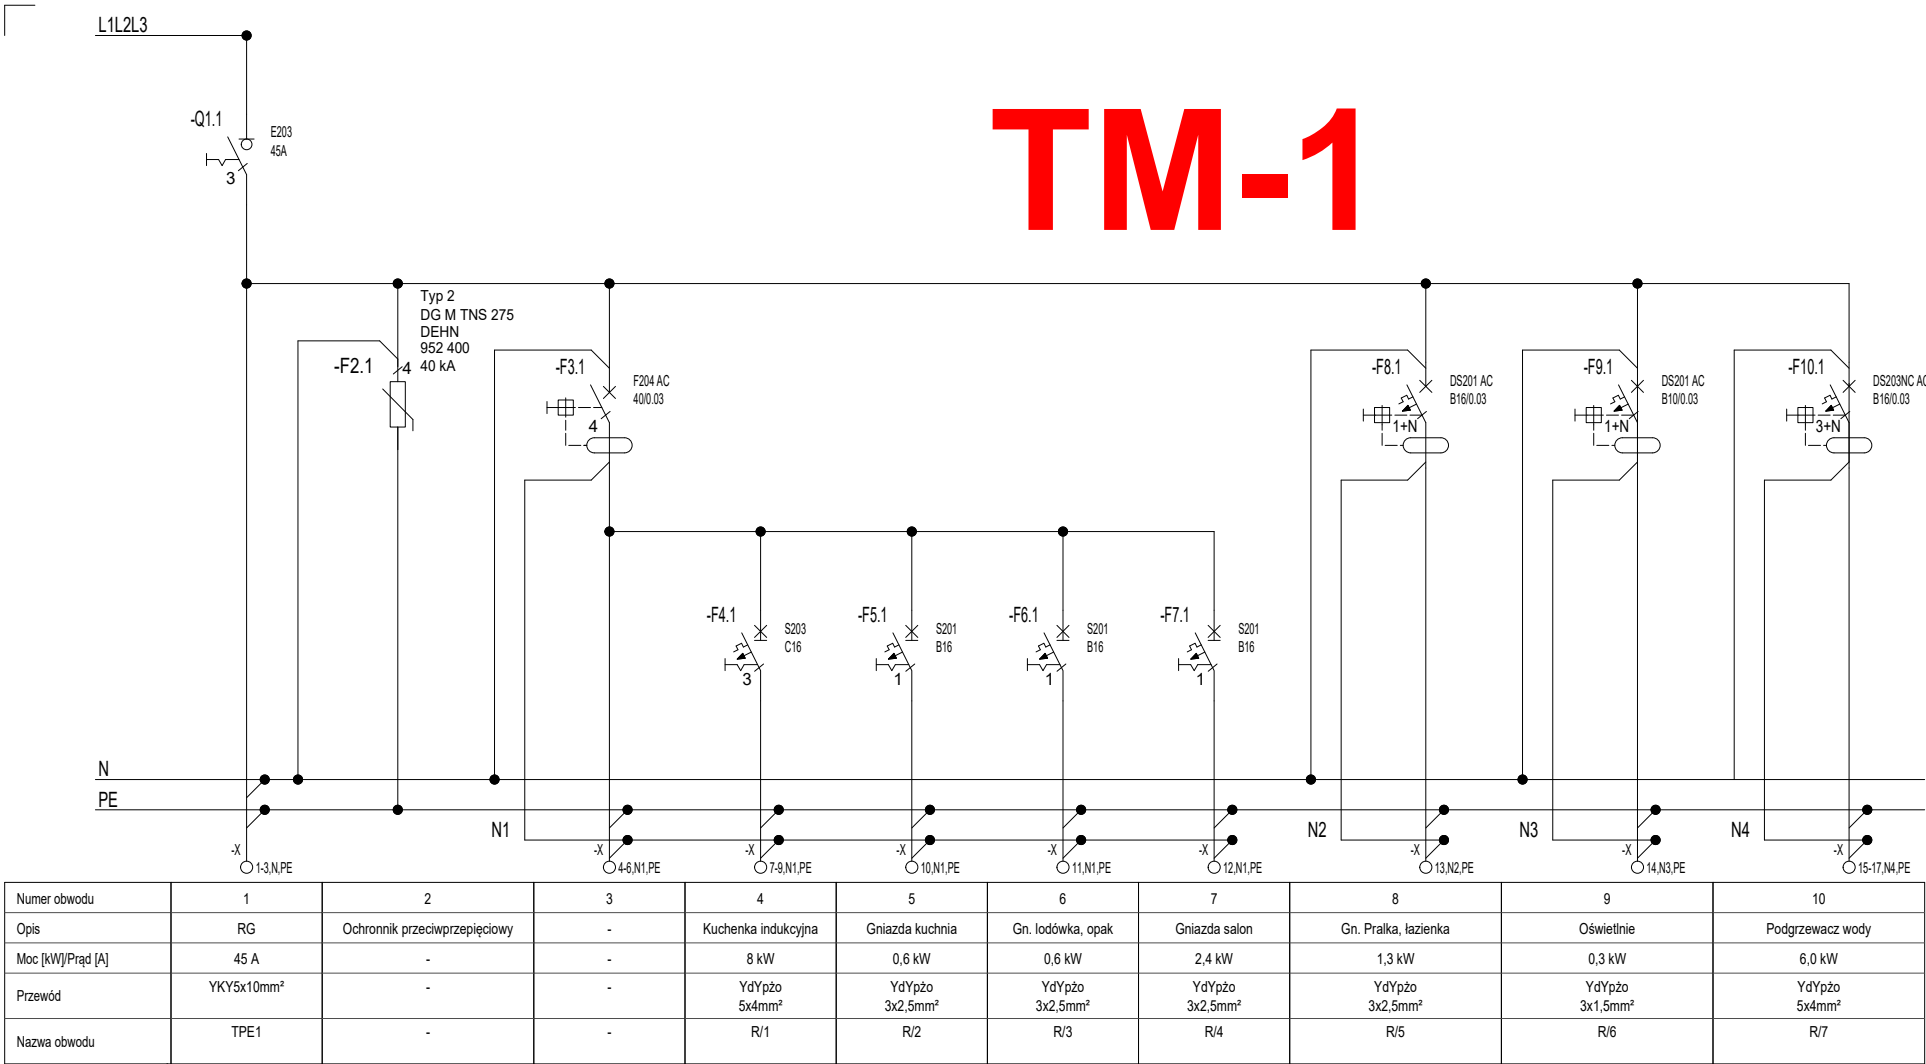 L1L2L3
TM-1
-Q1.1
E203
45A
3
Typ 2
DG M TNS 275
DEHN
952 400
40 kA
-F2.1
4
-F3.1
F204 AC
40/0.03
4
-F8.1
DS201 AC
B16/0.03
1+N
-F9.1
DS201 AC
B10/0.03
1+N
-F10.1
DS203NC AC
B16/0.03
3+N
-F4.1
S203
C16
3
-F5.1
S201
B16
1
-F6.1
S201
B16
1
-F7.1
S201
B16
1
N
PE
N1
N2
N3
N4
-X
1-3,N,PE
-X
4-6,N1,PE
-X
7-9,N1,PE
-X
10,N1,PE
-X
11,N1,PE
-X
12,N1,PE
-X
13,N2,PE
-X
14,N3,PE
-X
15-17,N4,PE
Numer obwodu 1 2 3 4 5 6 7 8 9 10
Opis RG Ochronnik przeciwprzepięciowy - Kuchenka indukcyjna Gniazda kuchnia Gn. lodówka, opak Gniazda salon Gn. Pralka, łazienka Oświetlnie Podgrzewacz wody
Moc [kW]/Prąd [A] 45 A - - 8 kW 0,6 kW 0,6 kW 2,4 kW 1,3 kW 0,3 kW 6,0 kW
Przewód YKY5x10mm² - - YdYpżo 5x4mm² YdYpżo 3x2,5mm² YdYpżo 3x2,5mm² YdYpżo 3x2,5mm² YdYpżo 3x2,5mm² YdYpżo 3x1,5mm² YdYpżo 5x4mm²
Nazwa obwodu TPE1 - - R/1 R/2 R/3 R/4 R/5 R/6 R/7